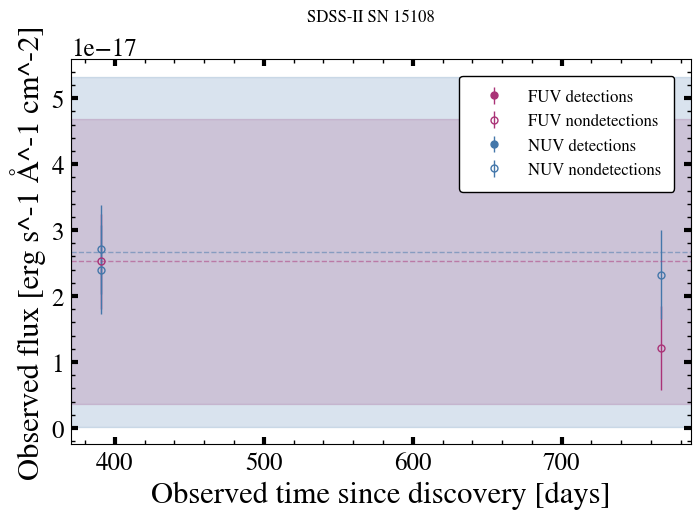 SDSS-II SN 15108
1e−17
Observed flux [erg s^-1 Å^-1 cm^-2]
5
4
3
2
1
0
FUV detections
FUV nondetections
NUV detections
NUV nondetections
400 500 600 700
Observed time since discovery [days]